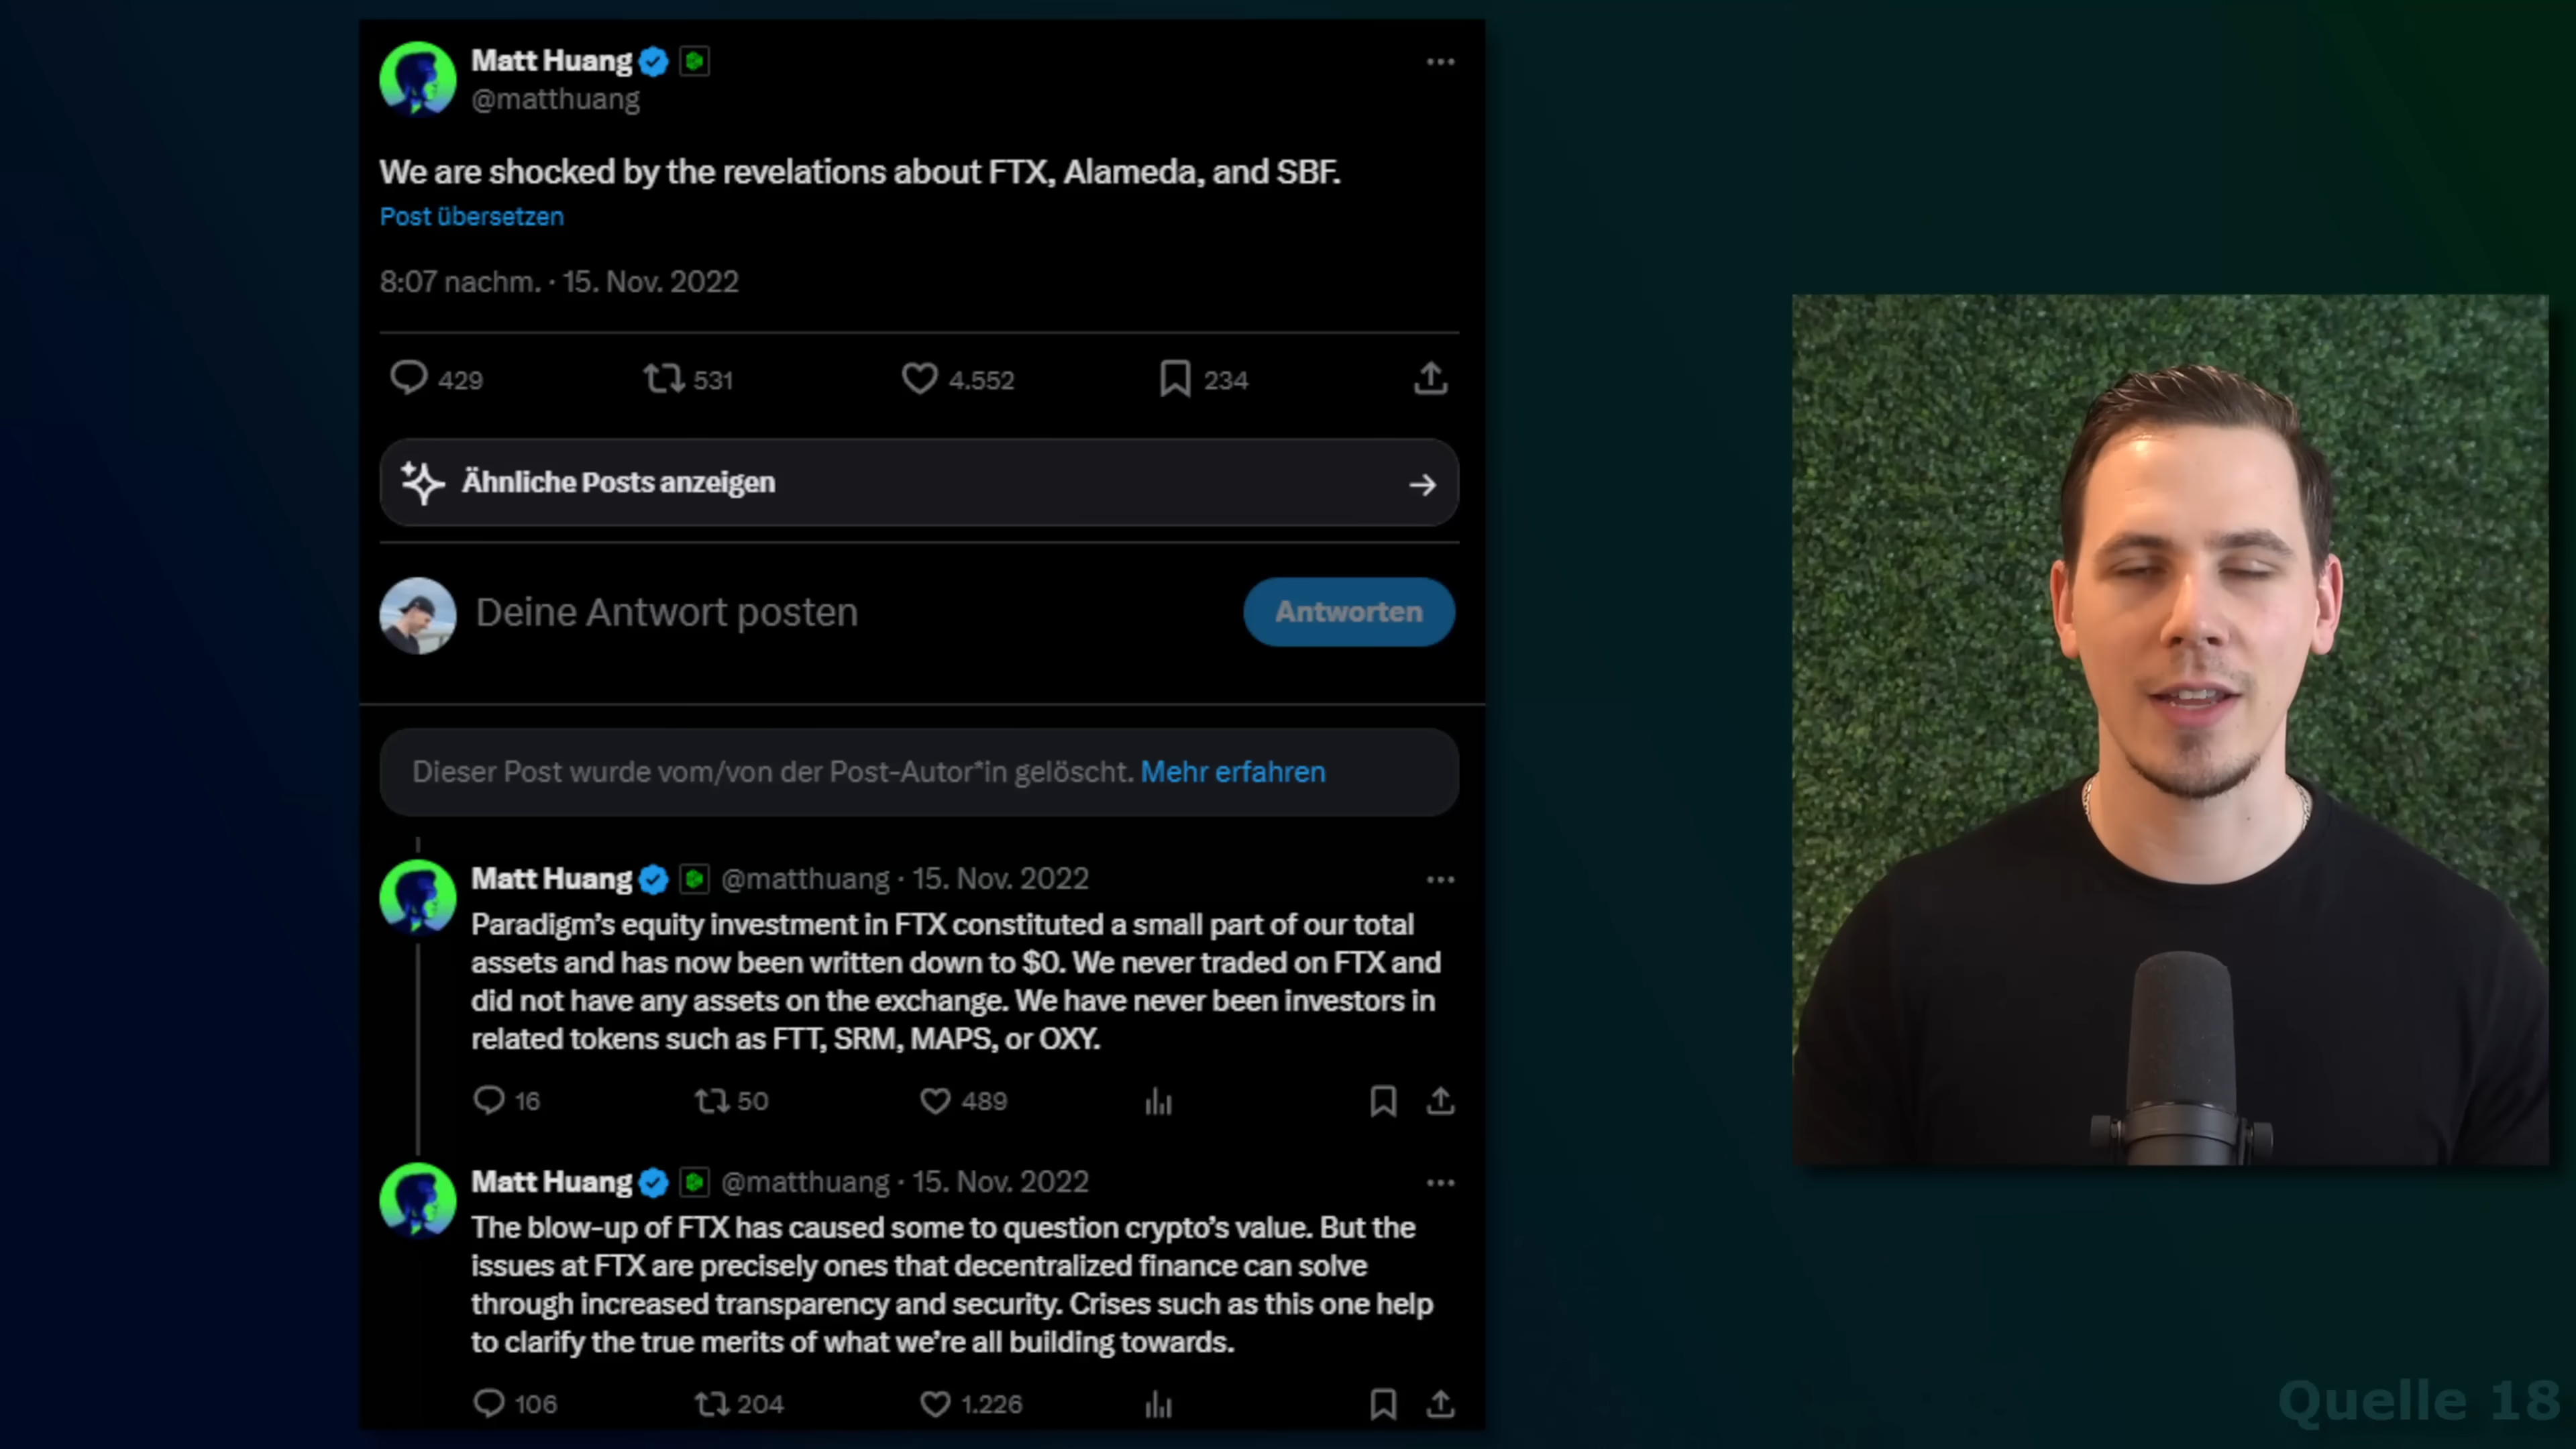 Matt Huang
@matthuang
We are shocked by the revelations about FTX, Alameda, and SBF.
Post übersetzen
8:07 nachm. · 15. Nov. 2022
429 531 4.552 234
Ähnliche Posts anzeigen
Deine Antwort posten Antworten
Dieser Post wurde vom/von der Post-Autor*in gelöscht. Mehr erfahren
Matt Huang @matthuang · 15. Nov. 2022
Paradigm's equity investment in FTX constituted a small part of our total
assets and has now been written down to $0. We never traded on FTX and
did not have any assets on the exchange. We have never been investors in
related tokens such as FTT, SRM, MAPS, or OXY.
16 50 489
Matt Huang @matthuang · 15. Nov. 2022
The blow-up of FTX has caused some to question crypto's value. But the
issues at FTX are precisely ones that decentralized finance can solve
through increased transparency and security. Crises such as this one help
to clarify the true merits of what we're all building towards.
106 204 1.226
Quelle 18